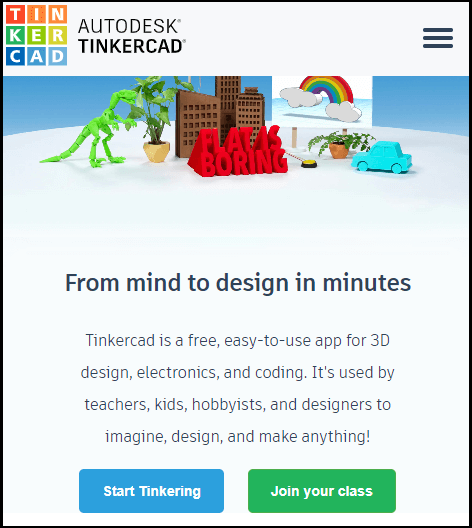 TIN
KER
CAD
AUTODESK®
TINKERCAD®
FLAT IS
BORING
From mind to design in minutes
Tinkercad is a free, easy-to-use app for 3D
design, electronics, and coding. It's used by
teachers, kids, hobbyists, and designers to
imagine, design, and make anything!
Start Tinkering
Join your class